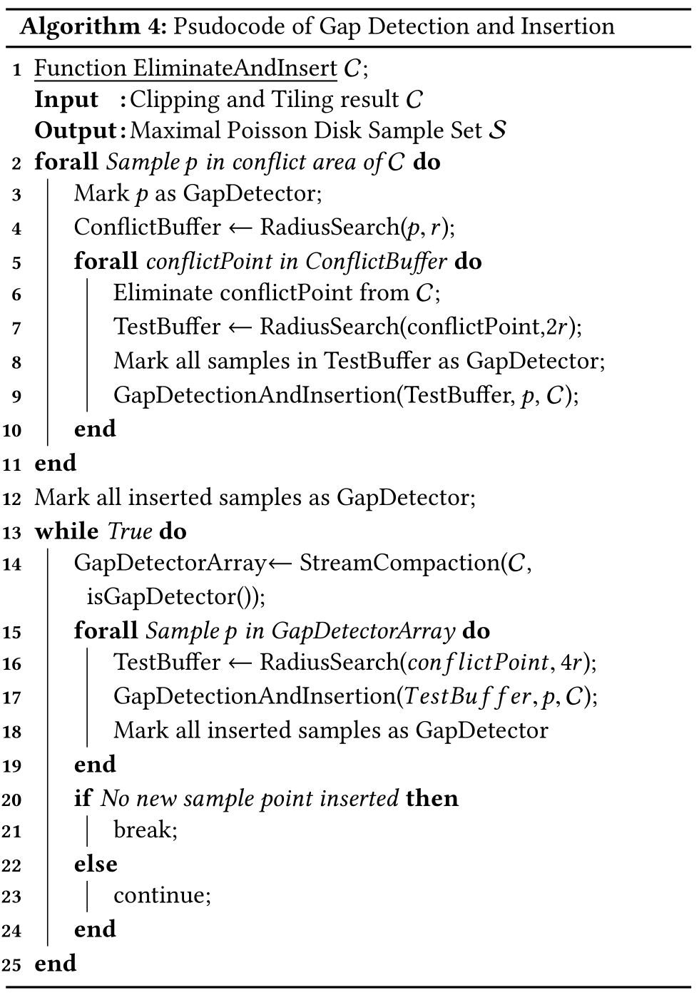 Algorithm 4: Psudocode of Gap Detection and Insertion
1 Function EliminateAndInsert 𝒞;
Input : Clipping and Tiling result 𝒞
Output: Maximal Poisson Disk Sample Set 𝒮
2 forall Sample p in conflict area of 𝒞 do
3 Mark p as GapDetector;
4 ConflictBuffer ← RadiusSearch(p, r);
5 forall conflictPoint in ConflictBuffer do
6 Eliminate conflictPoint from 𝒞;
7 TestBuffer ← RadiusSearch(conflictPoint,2r);
8 Mark all samples in TestBuffer as GapDetector;
9 GapDetectionAndInsertion(TestBuffer, p, 𝒞);
10 end
11 end
12 Mark all inserted samples as GapDetector;
13 while True do
14 GapDetectorArray← StreamCompaction(𝒞,
isGapDetector());
15 forall Sample p in GapDetectorArray do
16 TestBuffer ← RadiusSearch(conflictPoint, 4r);
17 GapDetectionAndInsertion(TestBuffer, p, 𝒞);
18 Mark all inserted samples as GapDetector
19 end
20 if No new sample point inserted then
21 break;
22 else
23 continue;
24 end
25 end